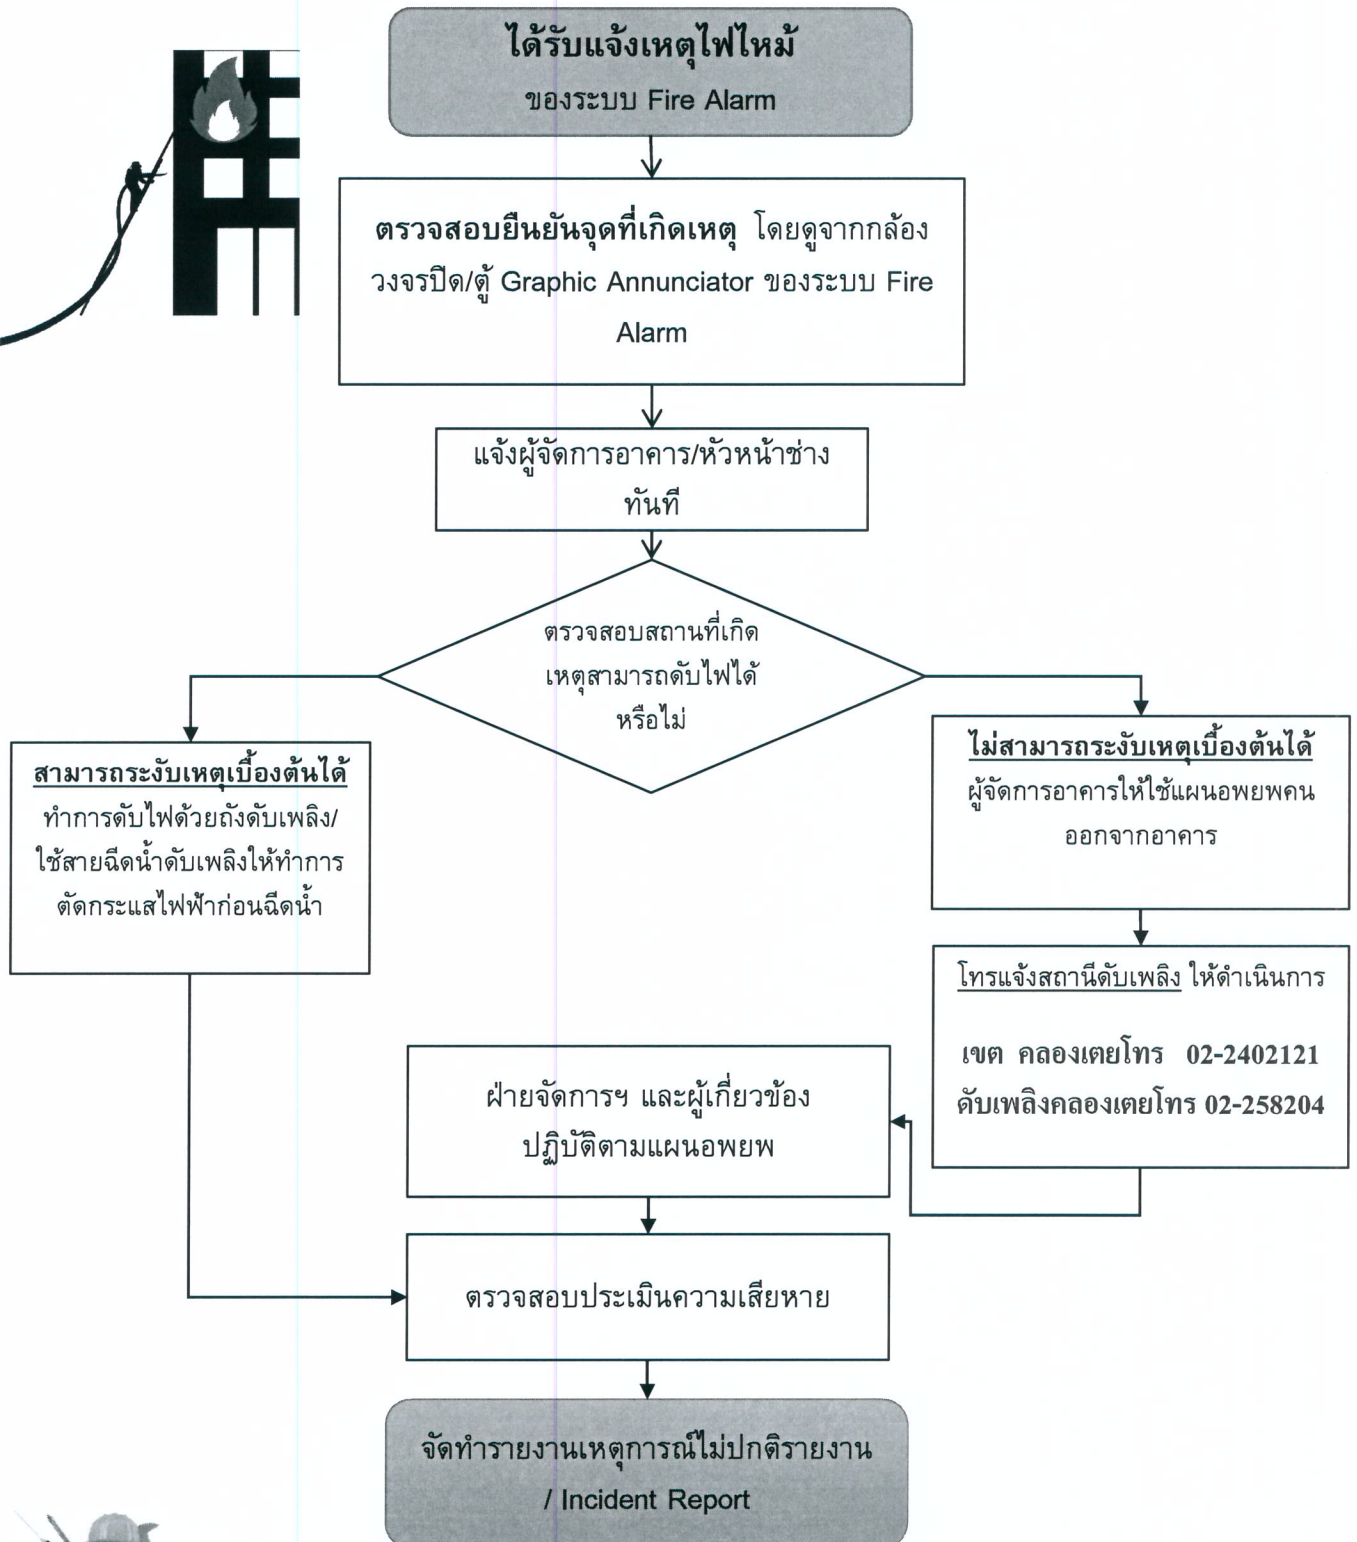 ได้รับแจ้งเหตุไฟไหม้
ของระบบ Fire Alarm
ตรวจสอบยืนยันจุดที่เกิดเหตุ โดยดูจากกล้อง
วงจรปิด/ตู้ Graphic Annunciator ของระบบ Fire
Alarm
แจ้งผู้จัดการอาคาร/หัวหน้าช่าง
ทันที
ตรวจสอบสถานที่เกิด
เหตุสามารถดับไฟได้
หรือไม่
สามารถระงับเหตุเบื้องต้นได้
ทำการดับไฟด้วยถังดับเพลิง/
ใช้สายฉีดน้ำดับเพลิงให้ทำการ
ตัดกระแสไฟฟ้าก่อนฉีดน้ำ
ไม่สามารถระงับเหตุเบื้องต้นได้
ผู้จัดการอาคารให้ใช้แผนอพยพคน
ออกจากอาคาร
โทรแจ้งสถานีดับเพลิง ให้ดำเนินการ
เขต คลองเตยโทร 02-2402121
ดับเพลิงคลองเตยโทร 02-258204
ฝ่ายจัดการฯ และผู้เกี่ยวข้อง
ปฏิบัติตามแผนอพยพ
ตรวจสอบประเมินความเสียหาย
จัดทำรายงานเหตุการณ์ไม่ปกติรายงาน
/ Incident Report